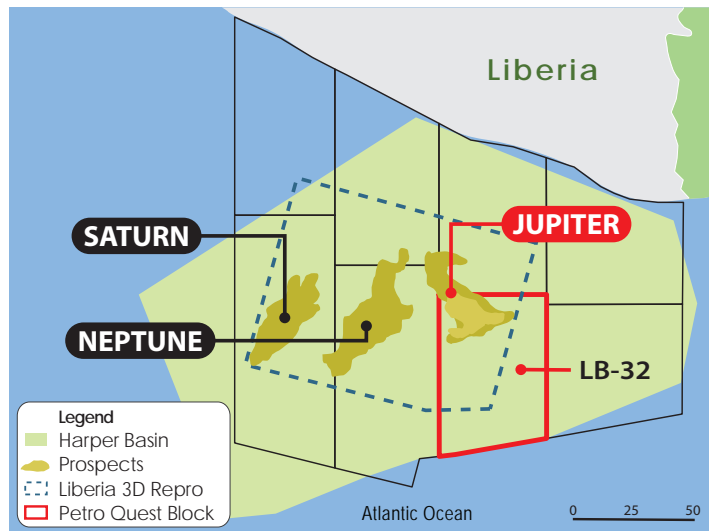 Liberia
SATURN
JUPITER
NEPTUNE
LB-32
Legend
Harper Basin
Prospects
Liberia 3D Repro
Petro Quest Block
Atlantic Ocean
0 25 50